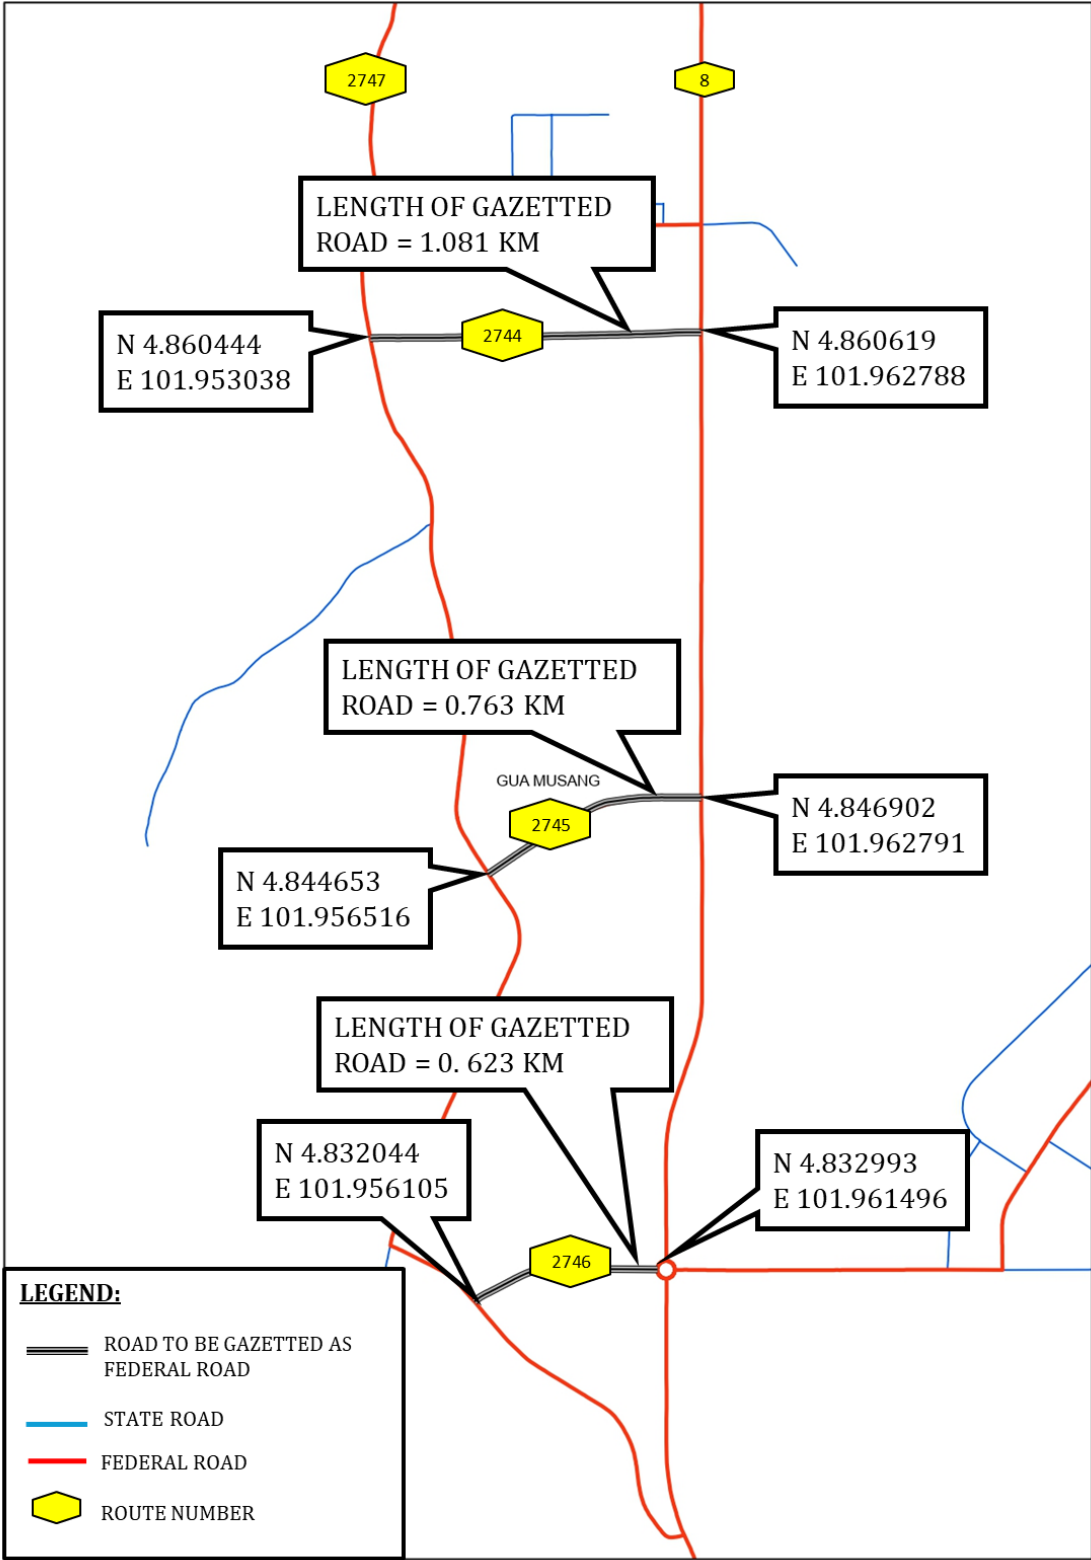 2747
8
LENGTH OF GAZETTED
ROAD = 1.081 KM
N 4.860444
E 101.953038
2744
N 4.860619
E 101.962788
LENGTH OF GAZETTED
ROAD = 0.763 KM
GUA MUSANG
2745
N 4.846902
E 101.962791
N 4.844653
E 101.956516
LENGTH OF GAZETTED
ROAD = 0. 623 KM
N 4.832044
E 101.956105
N 4.832993
E 101.961496
2746
LEGEND:
ROAD TO BE GAZETTED AS
FEDERAL ROAD
STATE ROAD
FEDERAL ROAD
ROUTE NUMBER